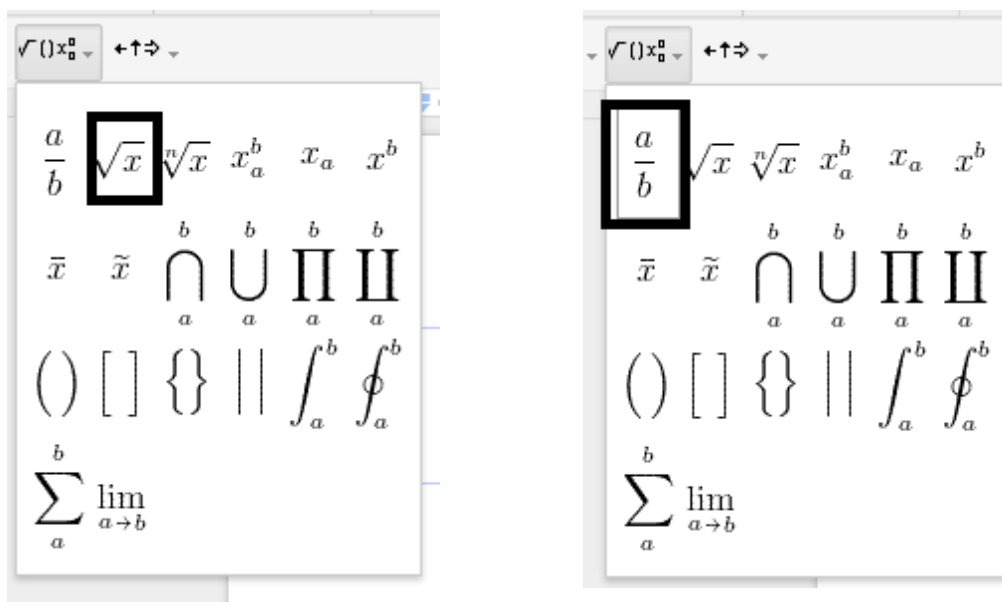 √()x□□ ←↑⇒ √()x□□ ←↑⇒
a/b √x ⁿ√x x_a^b x_a x^b a/b √x ⁿ√x x_a^b x_a x^b
x̄ x̃ ⋂_a^b ⋃_a^b ∏_a^b ∐_a^b x̄ x̃ ⋂_a^b ⋃_a^b ∏_a^b ∐_a^b
() [] {} || ∫_a^b ∮_a^b () [] {} || ∫_a^b ∮_a^b
∑_a^b lim_{a→b} ∑_a^b lim_{a→b}